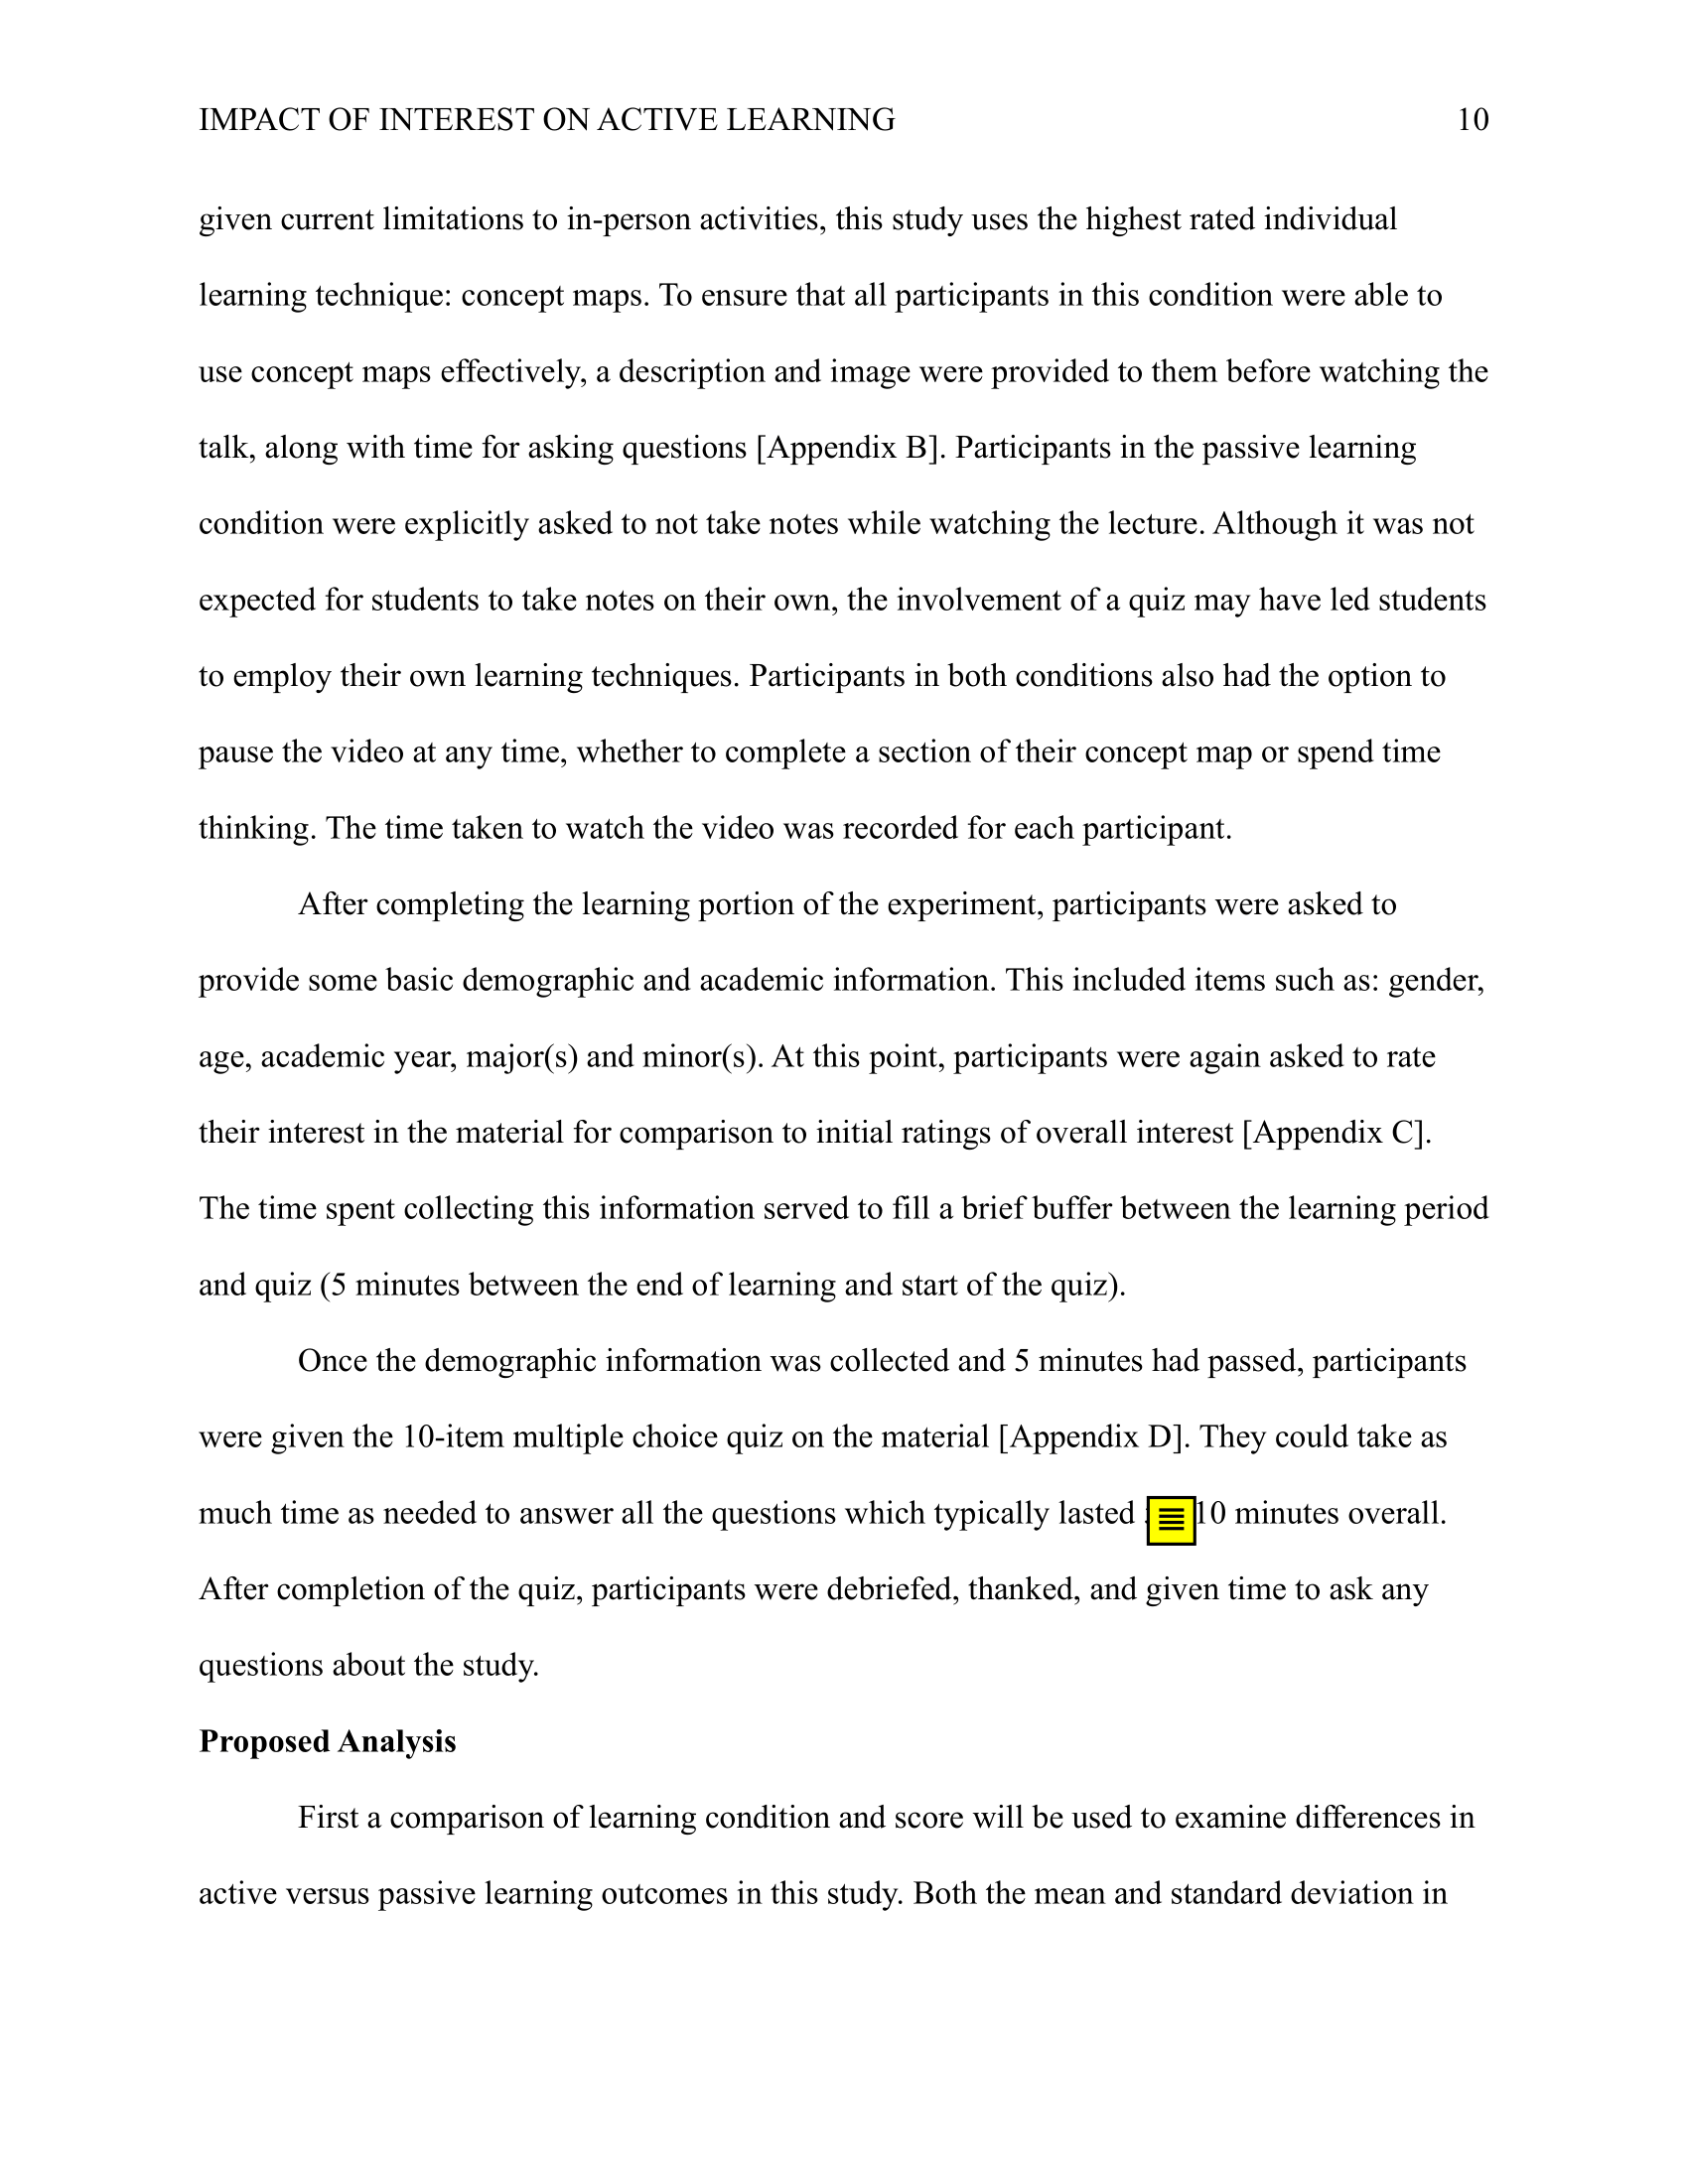 IMPACT OF INTEREST ON ACTIVE LEARNING 10
given current limitations to in-person activities, this study uses the highest rated individual
learning technique: concept maps. To ensure that all participants in this condition were able to
use concept maps effectively, a description and image were provided to them before watching the
talk, along with time for asking questions [Appendix B]. Participants in the passive learning
condition were explicitly asked to not take notes while watching the lecture. Although it was not
expected for students to take notes on their own, the involvement of a quiz may have led students
to employ their own learning techniques. Participants in both conditions also had the option to
pause the video at any time, whether to complete a section of their concept map or spend time
thinking. The time taken to watch the video was recorded for each participant.
After completing the learning portion of the experiment, participants were asked to
provide some basic demographic and academic information. This included items such as: gender,
age, academic year, major(s) and minor(s). At this point, participants were again asked to rate
their interest in the material for comparison to initial ratings of overall interest [Appendix C].
The time spent collecting this information served to fill a brief buffer between the learning period
and quiz (5 minutes between the end of learning and start of the quiz).
Once the demographic information was collected and 5 minutes had passed, participants
were given the 10-item multiple choice quiz on the material [Appendix D]. They could take as
much time as needed to answer all the questions which typically lasted 10 minutes overall.
After completion of the quiz, participants were debriefed, thanked, and given time to ask any
questions about the study.
Proposed Analysis
First a comparison of learning condition and score will be used to examine differences in
active versus passive learning outcomes in this study. Both the mean and standard deviation in